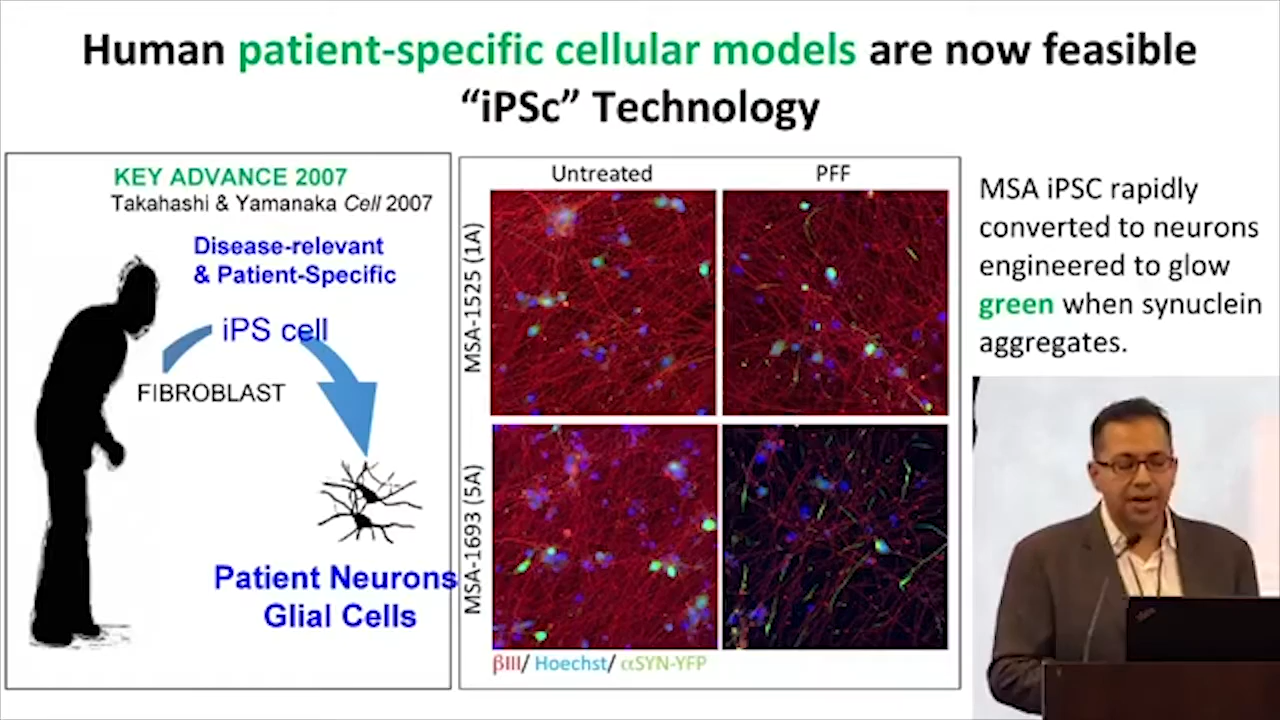 Human patient-specific cellular models are now feasible
“iPSc” Technology
KEY ADVANCE 2007
Takahashi & Yamanaka Cell 2007
Disease-relevant
& Patient-Specific
iPS cell
FIBROBLAST
Patient Neurons
Glial Cells
Untreated
PFF
MSA-1525 (1A)
MSA-1693 (5A)
βIII/ Hoechst/ αSYN-YFP
MSA iPSC rapidly
converted to neurons
engineered to glow
green when synuclein
aggregates.